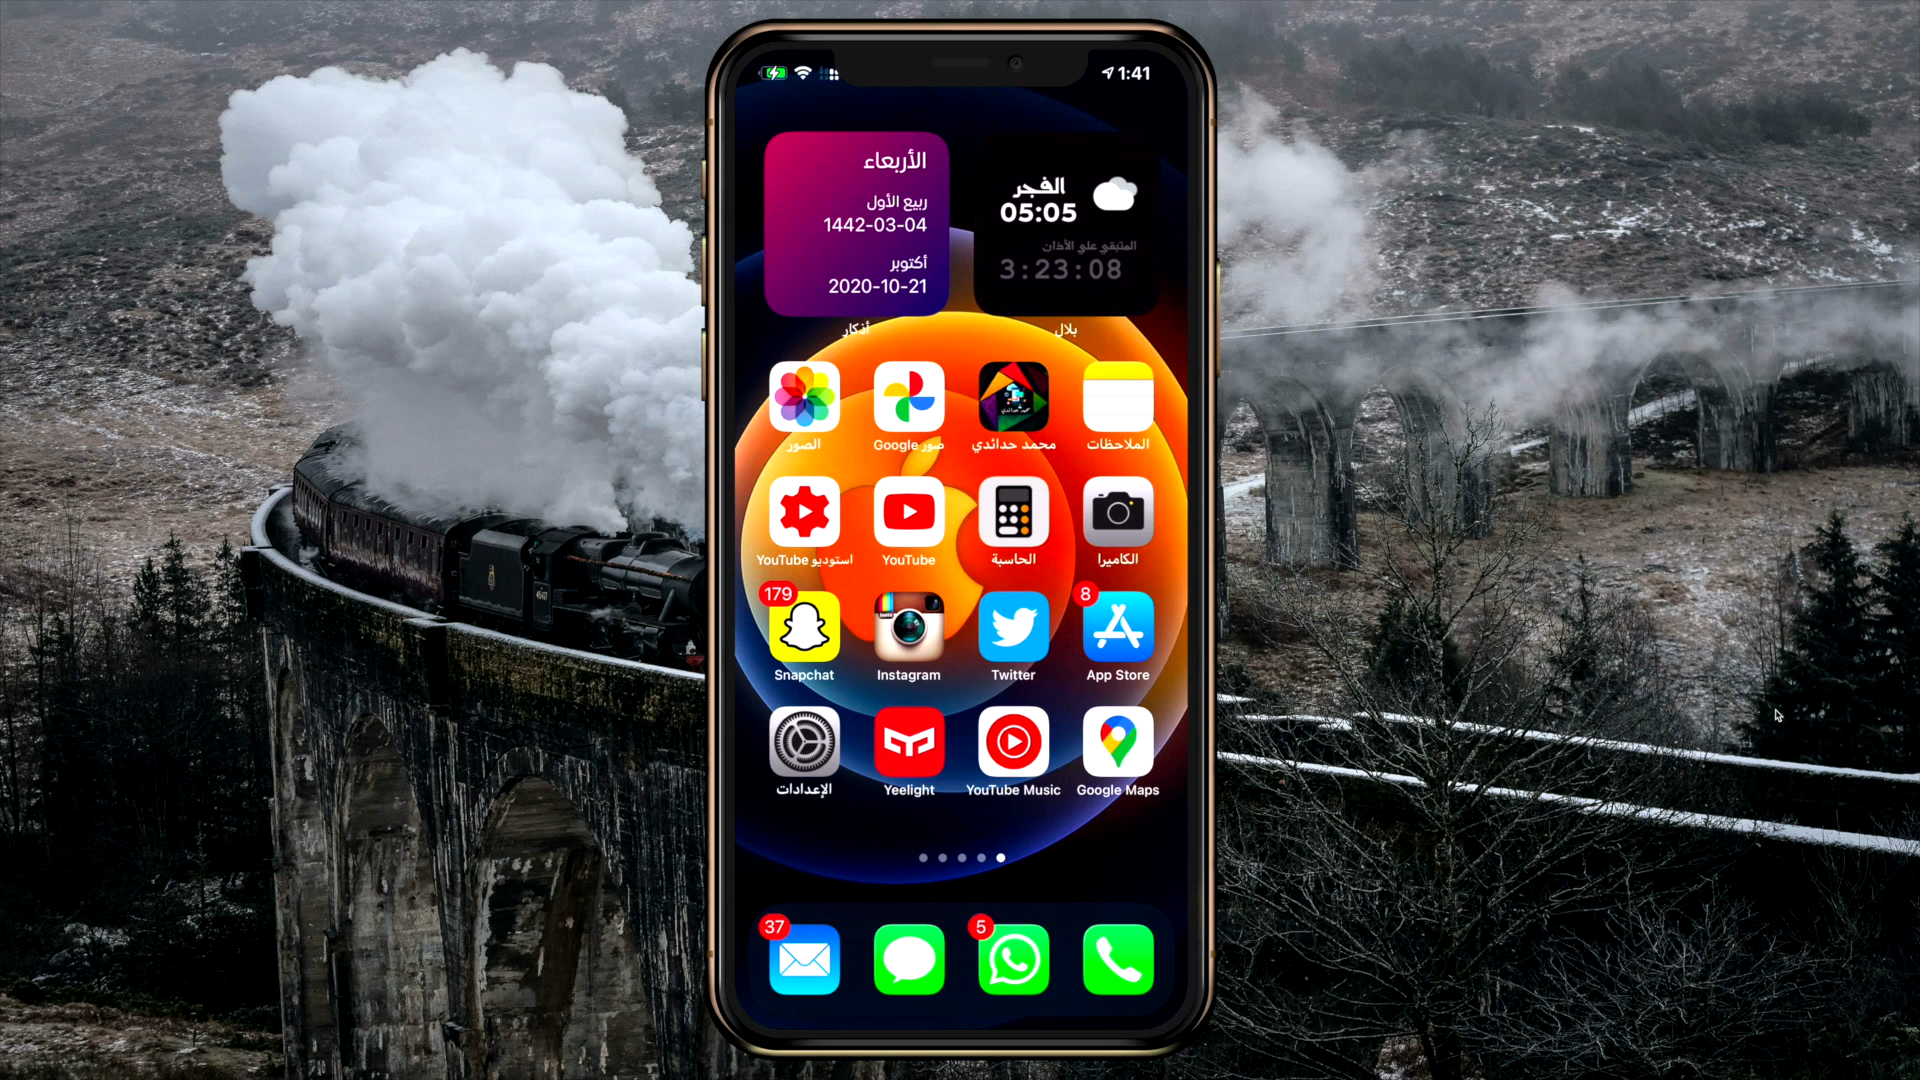 1:41
الأربعاء
ربيع الأول
1442-03-04
أكتوبر
2020-10-21
أذكار
الفجر
05:05
المتبقي علي الأذان
3:23:08
بلال
الصور
صور Google
محمد حدائدي
الملاحظات
استوديو YouTube
YouTube
الحاسبة
الكاميرا
179
8
Snapchat
Instagram
Twitter
App Store
الإعدادات
Yeelight
YouTube Music
Google Maps
37
5